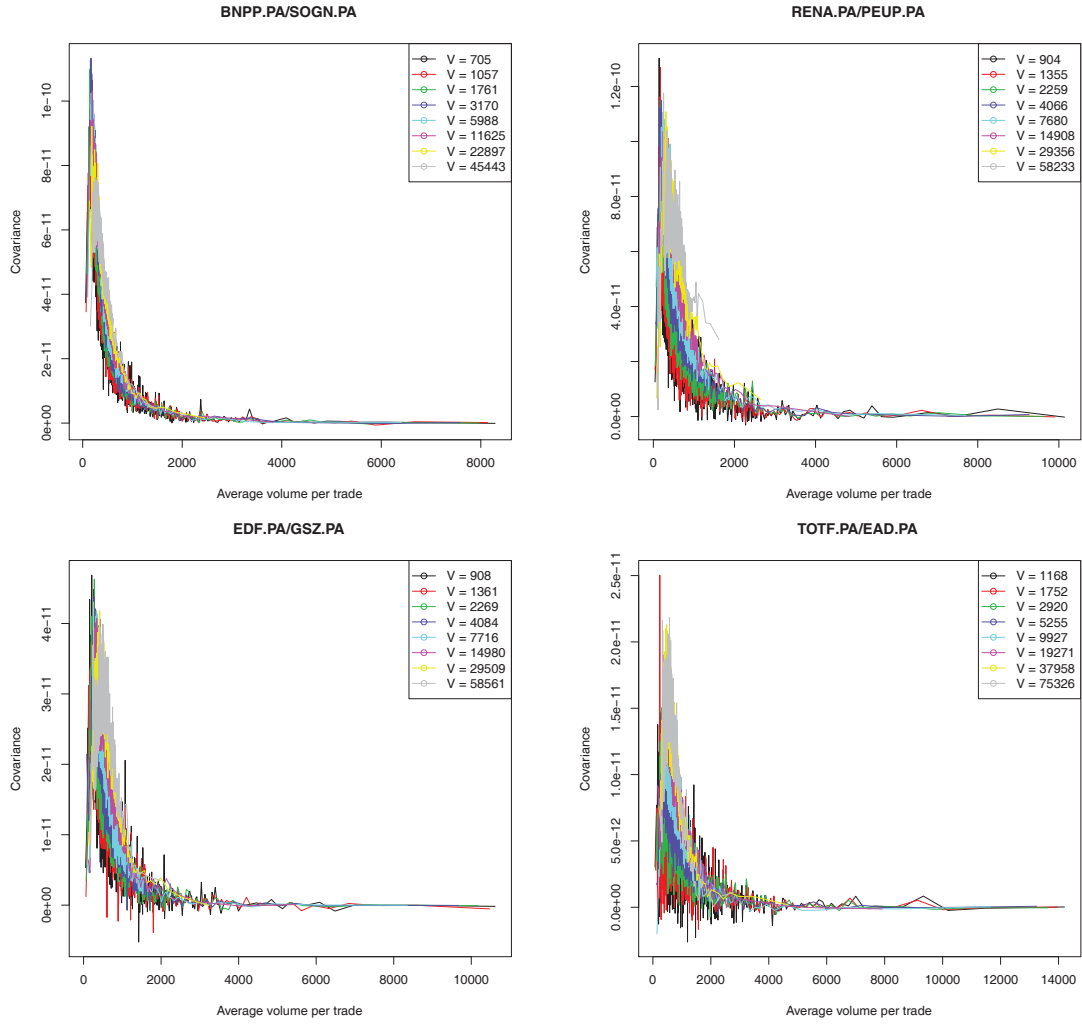 BNPP.PA/SOGN.PA
Covariance
0e+00 2e-11 4e-11 6e-11 8e-11 1e-10
V = 705
V = 1057
V = 1761
V = 3170
V = 5988
V = 11625
V = 22897
V = 45443
0 2000 4000 6000 8000
Average volume per trade
RENA.PA/PEUP.PA
Covariance
0.0e+00 4.0e-11 8.0e-11 1.2e-10
V = 904
V = 1355
V = 2259
V = 4066
V = 7680
V = 14908
V = 29356
V = 58233
0 2000 4000 6000 8000 10000
Average volume per trade
EDF.PA/GSZ.PA
Covariance
0e+00 1e-11 2e-11 3e-11 4e-11
V = 908
V = 1361
V = 2269
V = 4084
V = 7716
V = 14980
V = 29509
V = 58561
0 2000 4000 6000 8000 10000
Average volume per trade
TOTF.PA/EAD.PA
Covariance
0.0e+00 5.0e-12 1.0e-11 1.5e-11 2.0e-11 2.5e-11
V = 1168
V = 1752
V = 2920
V = 5255
V = 9927
V = 19271
V = 37958
V = 75326
0 2000 4000 6000 8000 10000 12000 14000
Average volume per trade